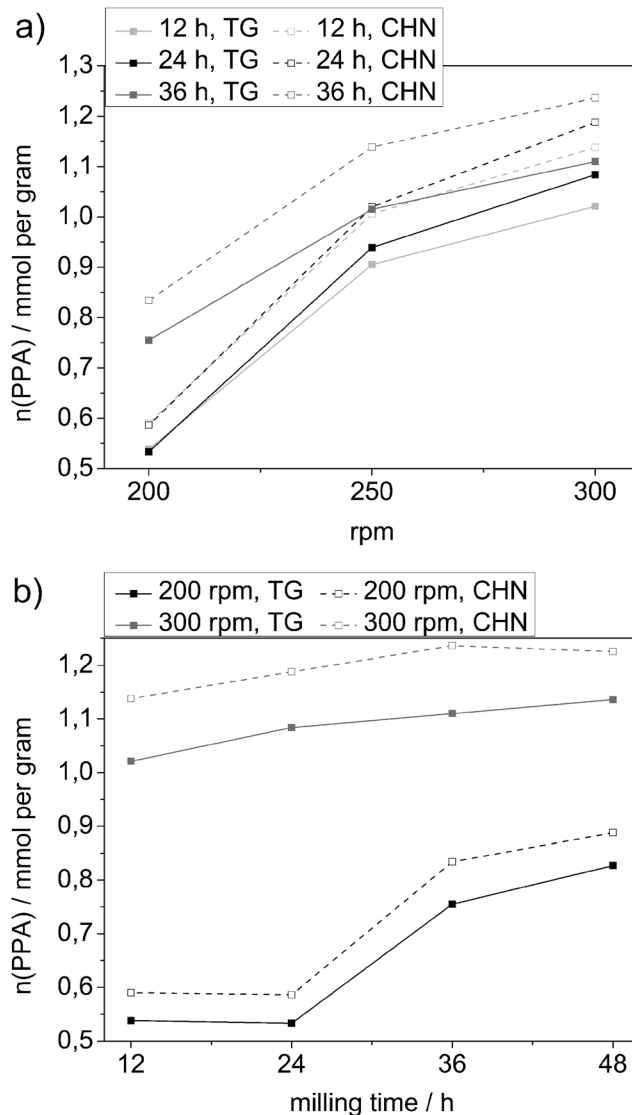 a)
12 h, TG 12 h, CHN
24 h, TG 24 h, CHN
36 h, TG 36 h, CHN
1,3
1,2
1,1
1,0
0,9
0,8
0,7
0,6
0,5
n(PPA) / mmol per gram
200 250 300
rpm
b)
200 rpm, TG 200 rpm, CHN
300 rpm, TG 300 rpm, CHN
1,2
1,1
1,0
0,9
0,8
0,7
0,6
0,5
n(PPA) / mmol per gram
12 24 36 48
milling time / h